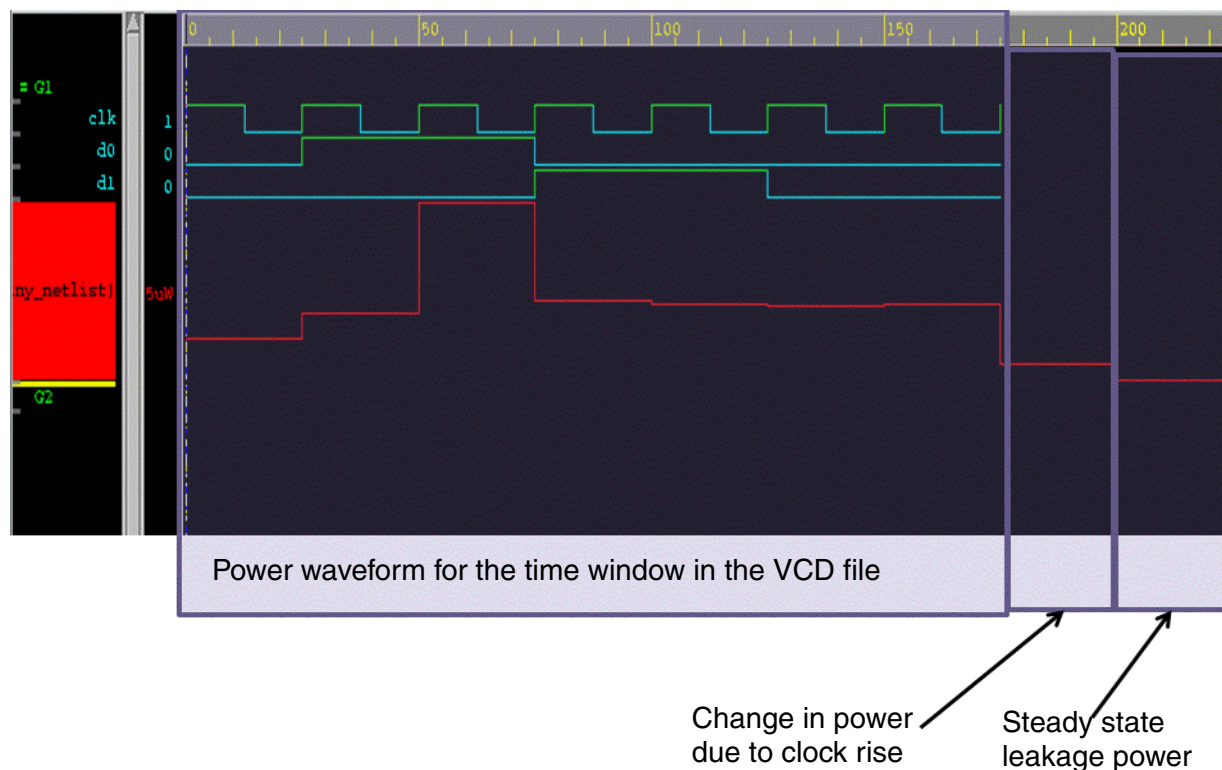 0 50 100 150 200
= G1
clk 1
d0 0
d1 0
ny_netlist) 5uW
G2
Power waveform for the time window in the VCD file
Change in power
due to clock rise
Steady state
leakage power